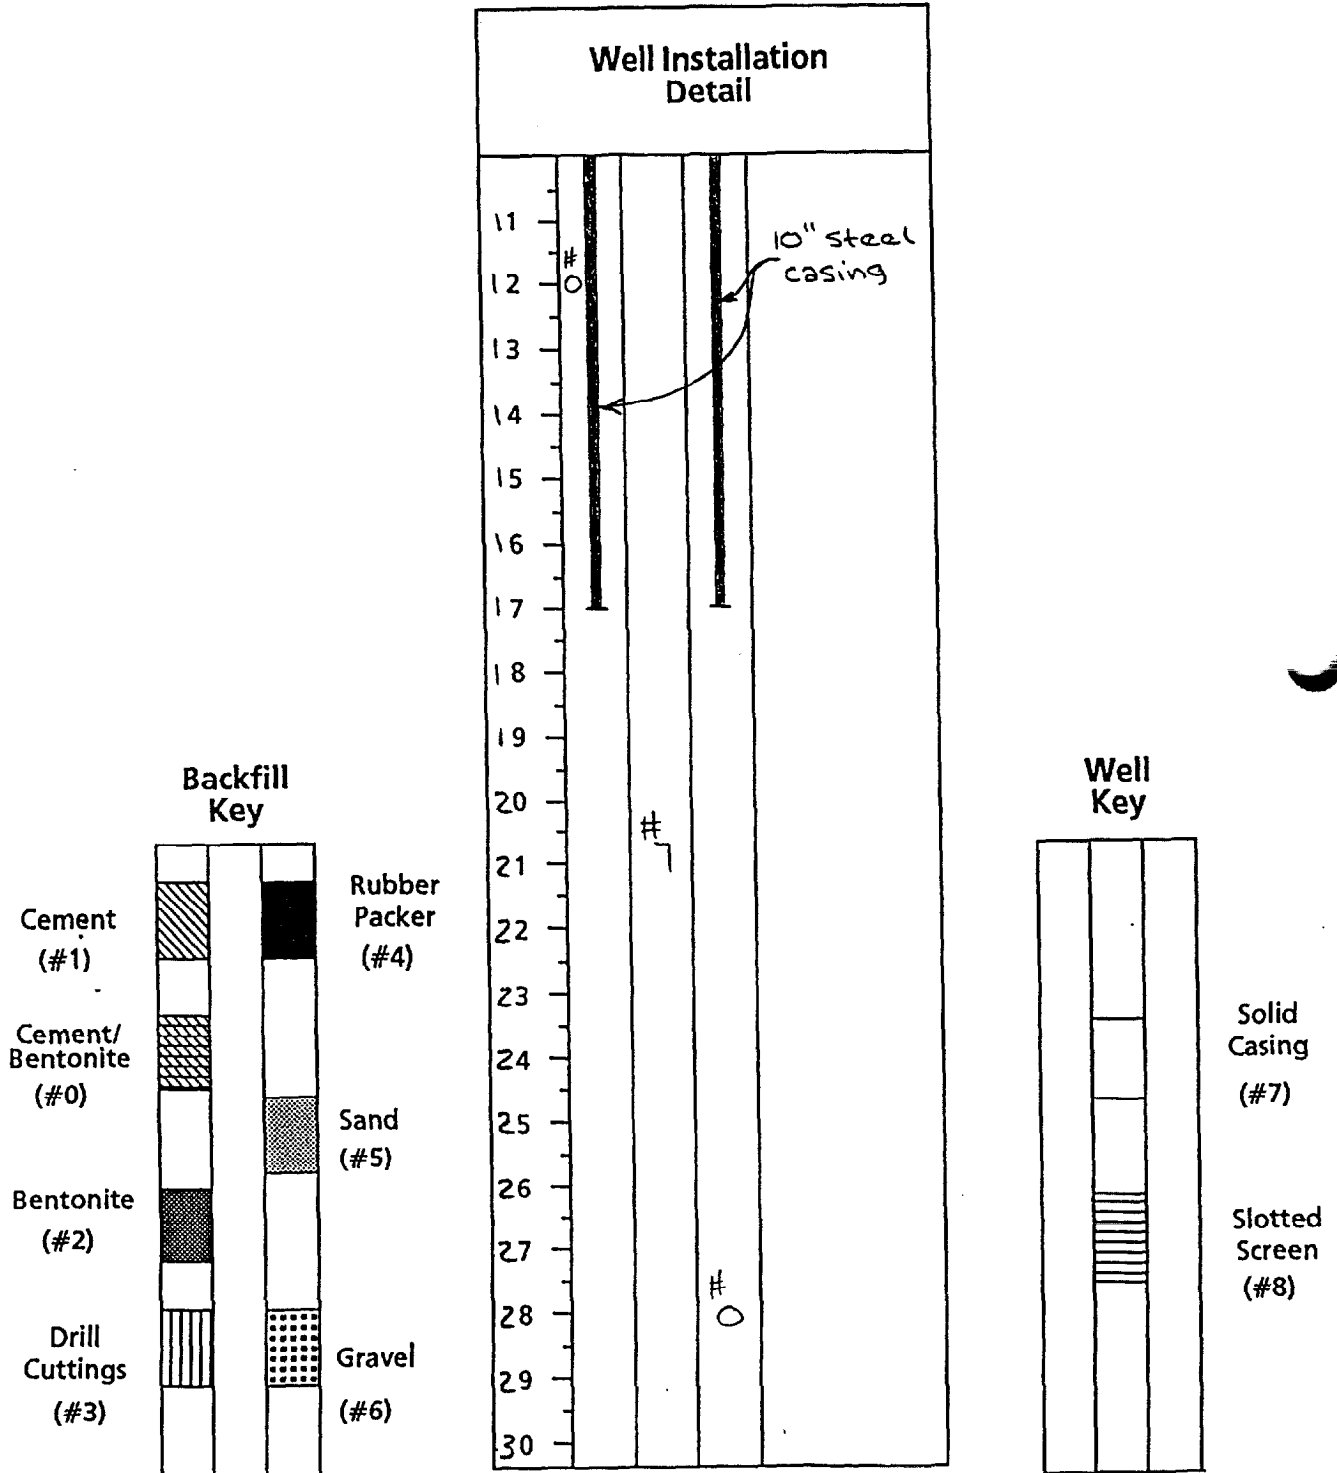 Well Installation
Detail
11
#
0
12
10" steel
casing
13
14
15
16
17
18
19
20
#7
21
22
23
24
25
26
27
#
0
28
29
30
Backfill
Key
Cement
(#1)
Rubber
Packer
(#4)
Cement/
Bentonite
(#0)
Sand
(#5)
Bentonite
(#2)
Drill
Cuttings
(#3)
Gravel
(#6)
Well
Key
Solid
Casing
(#7)
Slotted
Screen
(#8)